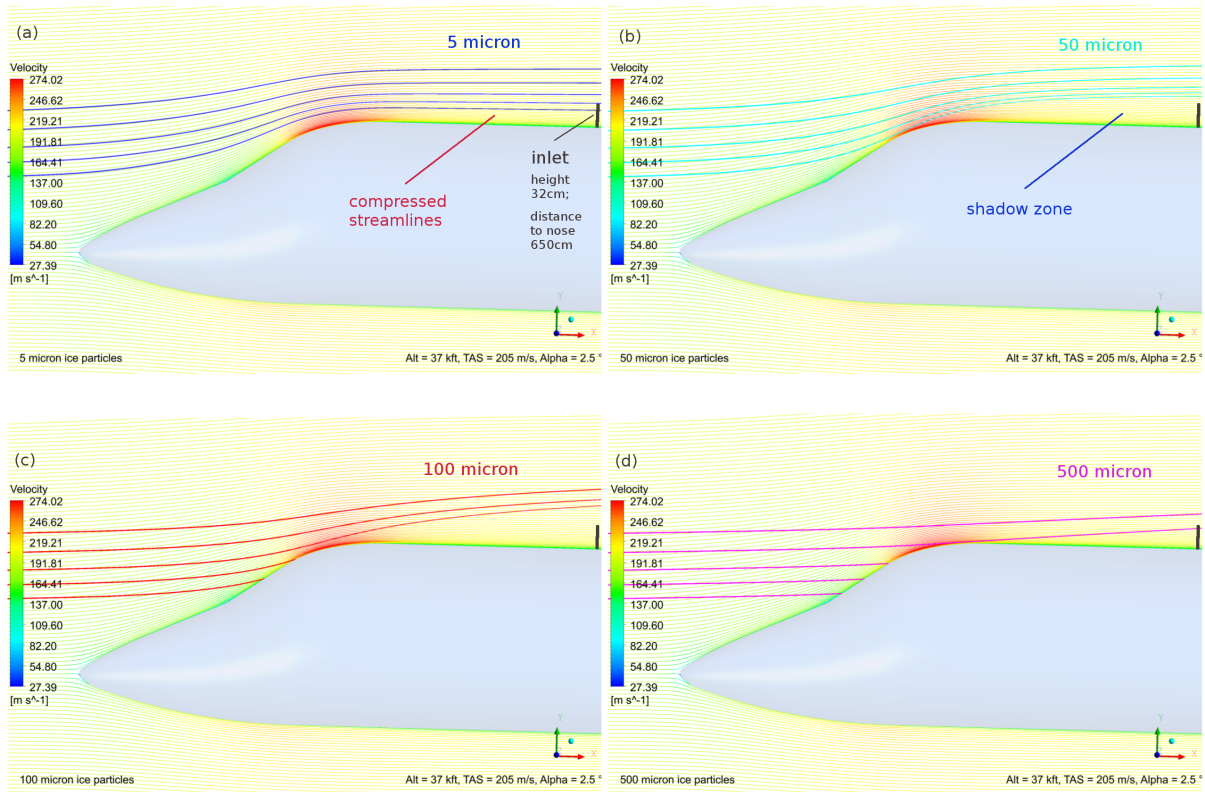 (a)
5 micron
Velocity
274.02
246.62
219.21
191.81
164.41
137.00
109.60
82.20
54.80
27.39
[m s^-1]
compressed
streamlines
inlet
height
32cm;
distance
to nose
650cm
Y
X
5 micron ice particles
Alt = 37 kft, TAS = 205 m/s, Alpha = 2.5 °
(b)
50 micron
Velocity
274.02
246.62
219.21
191.81
164.41
137.00
109.60
82.20
54.80
27.39
[m s^-1]
shadow zone
Y
X
50 micron ice particles
Alt = 37 kft, TAS = 205 m/s, Alpha = 2.5 °
(c)
100 micron
Velocity
274.02
246.62
219.21
191.81
164.41
137.00
109.60
82.20
54.80
27.39
[m s^-1]
Y
X
100 micron ice particles
Alt = 37 kft, TAS = 205 m/s, Alpha = 2.5 °
(d)
500 micron
Velocity
274.02
246.62
219.21
191.81
164.41
137.00
109.60
82.20
54.80
27.39
[m s^-1]
Y
X
500 micron ice particles
Alt = 37 kft, TAS = 205 m/s, Alpha = 2.5 °